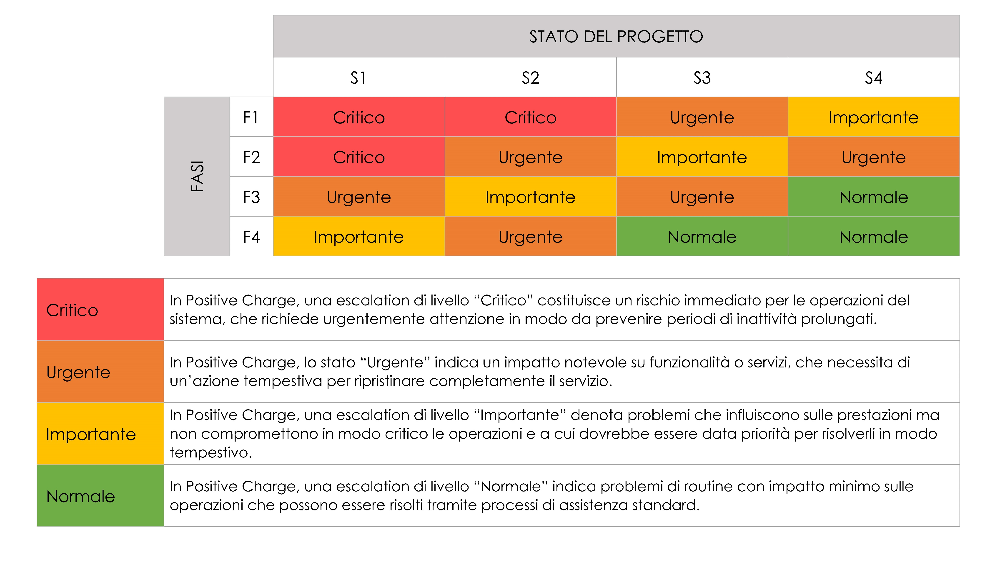 STATO DEL PROGETTO
S1 S2 S3 S4
FASI
F1 Critico Critico Urgente Importante
F2 Critico Urgente Importante Urgente
F3 Urgente Importante Urgente Normale
F4 Importante Urgente Normale Normale
Critico
In Positive Charge, una escalation di livello “Critico” costituisce un rischio immediato per le operazioni del
sistema, che richiede urgentemente attenzione in modo da prevenire periodi di inattività prolungati.
Urgente
In Positive Charge, lo stato “Urgente” indica un impatto notevole su funzionalità o servizi, che necessita di
un’azione tempestiva per ripristinare completamente il servizio.
Importante
In Positive Charge, una escalation di livello “Importante” denota problemi che influiscono sulle prestazioni ma
non compromettono in modo critico le operazioni e a cui dovrebbe essere data priorità per risolverli in modo
tempestivo.
Normale
In Positive Charge, una escalation di livello “Normale” indica problemi di routine con impatto minimo sulle
operazioni che possono essere risolti tramite processi di assistenza standard.